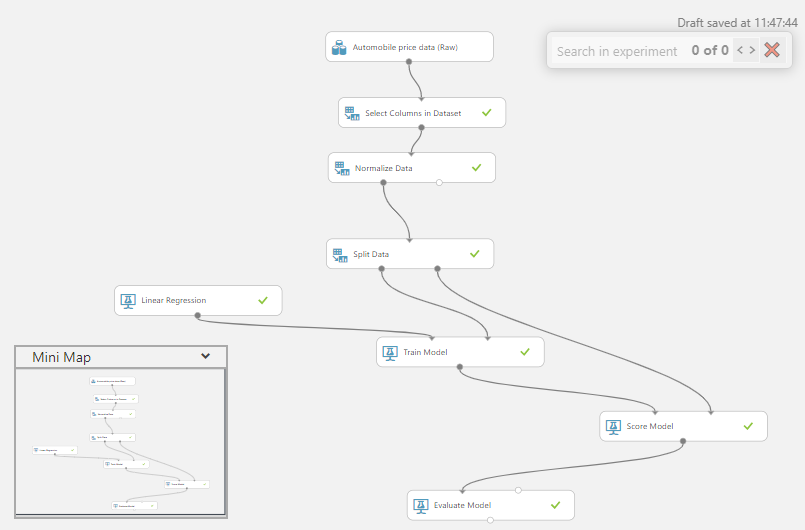 Draft saved at 11:47:44
Search in experiment 0 of 0 < >
Automobile price data (Raw)
Select Columns in Dataset
Normalize Data
Split Data
Linear Regression
Train Model
Score Model
Evaluate Model
Mini Map